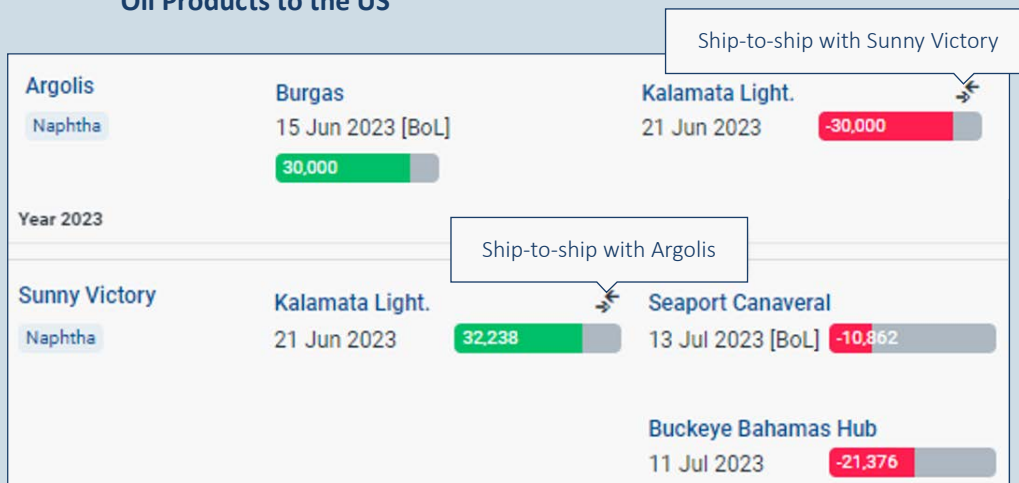 Oil Products to the US
Ship-to-ship with Sunny Victory
Argolis
Naphtha
Burgas
15 Jun 2023 [BoL]
30,000
Kalamata Light.
21 Jun 2023
-30,000
Year 2023
Ship-to-ship with Argolis
Sunny Victory
Naphtha
Kalamata Light.
21 Jun 2023
32,238
Seaport Canaveral
13 Jul 2023 [BoL]
-10,862
Buckeye Bahamas Hub
11 Jul 2023
-21,376